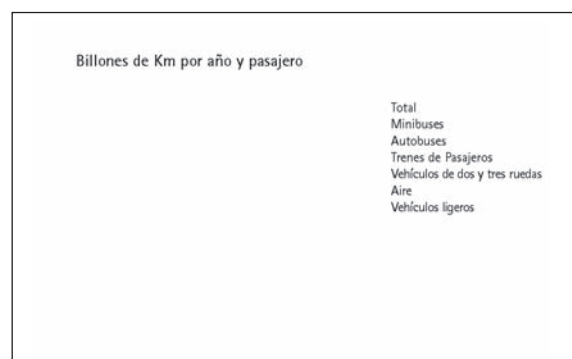 Billones de Km por año y pasajero
Total
Minibuses
Autobuses
Trenes de Pasajeros
Vehículos de dos y tres ruedas
Aire
Vehículos ligeros